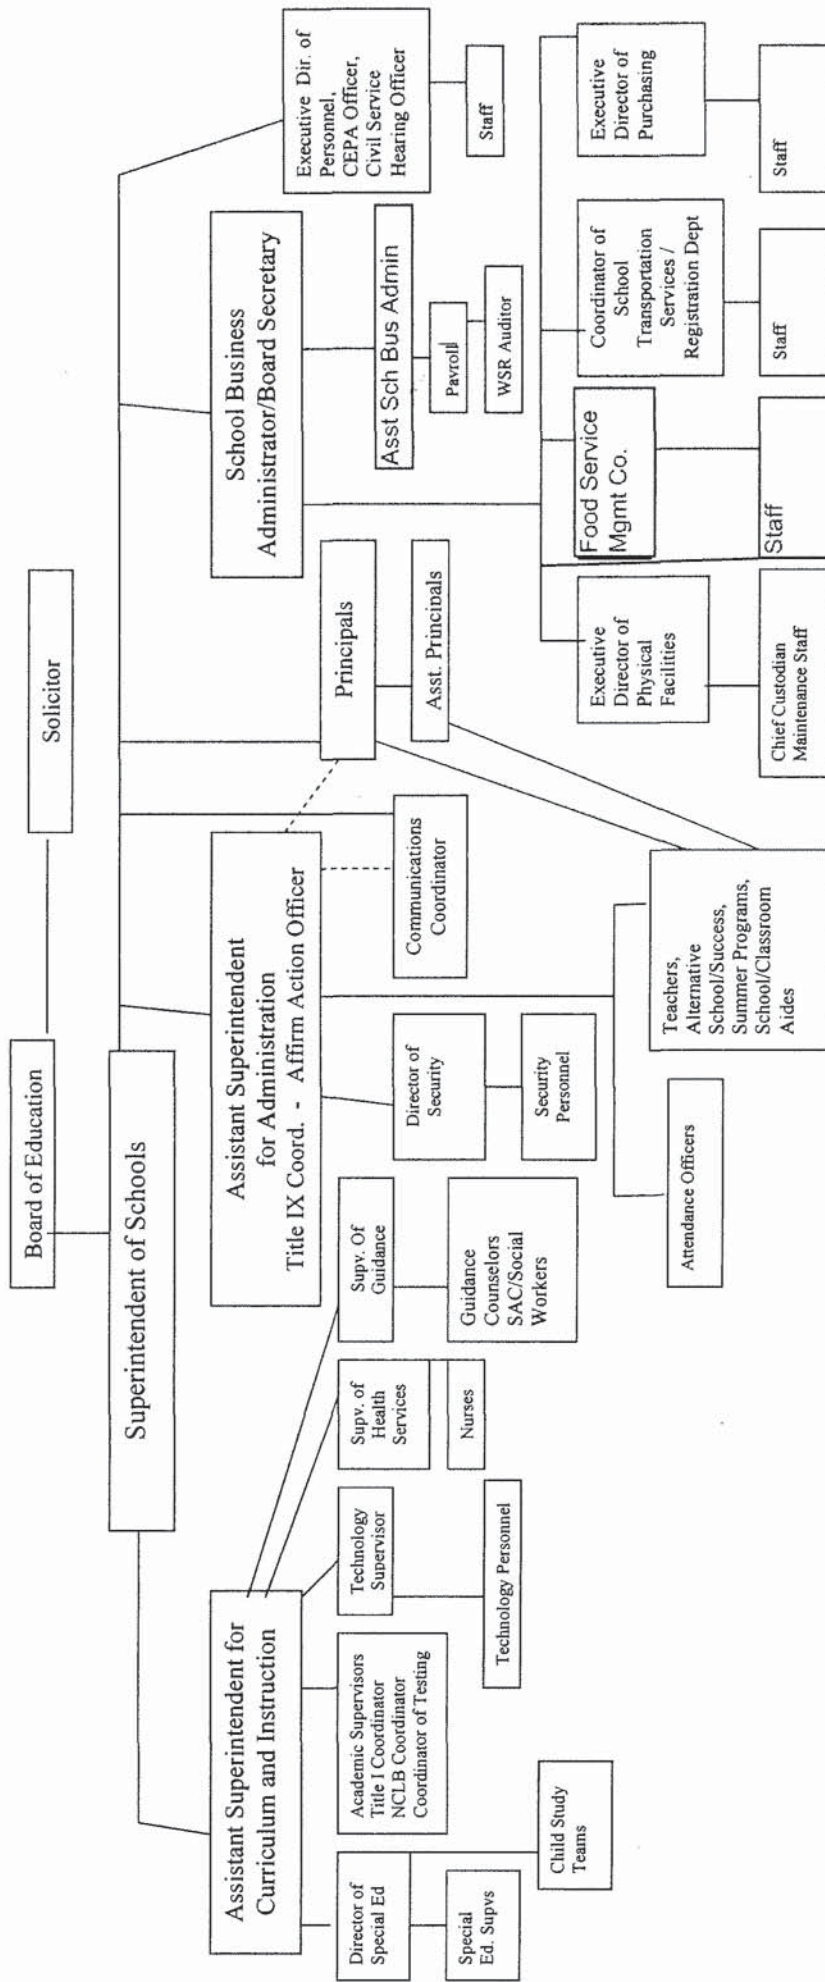 Board of Education
Solicitor
Superintendent of Schools
Assistant Superintendent for
Curriculum and Instruction
Assistant Superintendent
for Administration
Title IX Coord. - Affirm Action Officer
School Business
Administrator/Board Secretary
Executive Dir. of
Personnel,
CEPA Officer,
Civil Service
Hearing Officer
Staff
Director of
Special Ed
Special
Ed. Supvs
Child Study
Teams
Academic Supervisors
Title I Coordinator
NCLB Coordinator
Coordinator of Testing
Technology
Supervisor
Technology Personnel
Supv. of
Health
Services
Nurses
Supv. Of
Guidance
Guidance
Counselors
SAC/Social
Workers
Director of
Security
Security
Personnel
Communications
Coordinator
Principals
Asst. Principals
Attendance Officers
Teachers,
Alternative
School/Success,
Summer Programs,
School/Classroom
Aides
Asst Sch Bus Admin
Payroll
WSR Auditor
Executive
Director of
Physical
Facilities
Chief Custodian
Maintenance Staff
Food Service
Mgmt Co.
Staff
Coordinator of
School
Transportation
Services /
Registration Dept
Staff
Executive
Director of
Purchasing
Staff